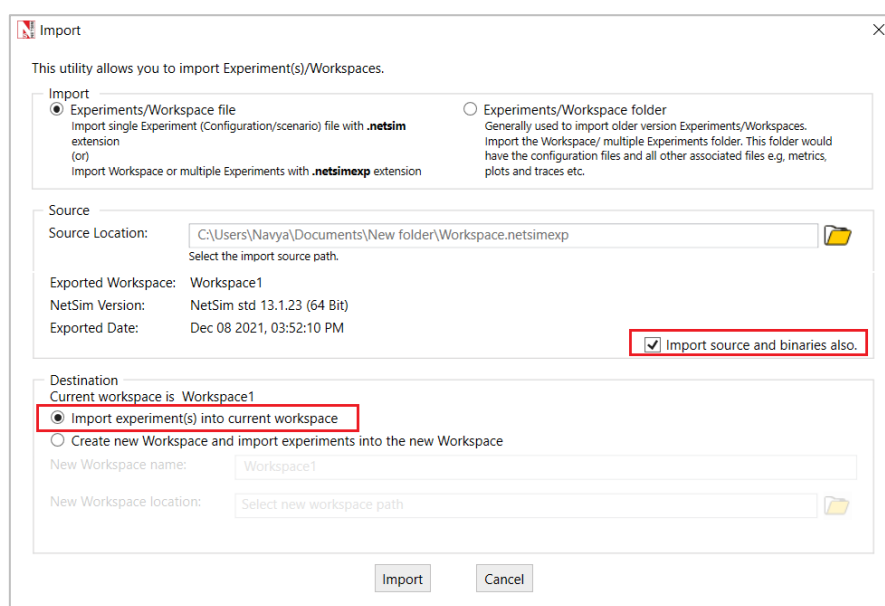 Import
This utility allows you to import Experiment(s)/Workspaces.
Import
Experiments/Workspace file
Import single Experiment (Configuration/scenario) file with .netsim
extension
(or)
Import Workspace or multiple Experiments with .netsimexp extension
Experiments/Workspace folder
Generally used to import older version Experiments/Workspaces.
Import the Workspace/ multiple Experiments folder. This folder would
have the configuration files and all other associated files e.g, metrics,
plots and traces etc.
Source
Source Location: C:\Users\Navya\Documents\New folder\Workspace.netsimexp
Select the import source path.
Exported Workspace: Workspace1
NetSim Version: NetSim std 13.1.23 (64 Bit)
Exported Date: Dec 08 2021, 03:52:10 PM
Import source and binaries also.
Destination
Current workspace is Workspace1
Import experiment(s) into current workspace
Create new Workspace and import experiments into the new Workspace
New Workspace name: Workspace1
New Workspace location: Select new workspace path
Import Cancel